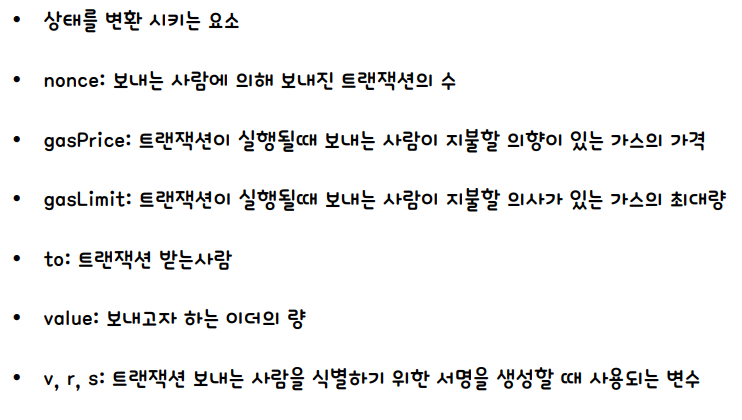 • 상태를 변환 시키는 요소
• nonce: 보내는 사람에 의해 보내진 트랜잭션의 수
• gasPrice: 트랜잭션이 실행될때 보내는 사람이 지불할 의향이 있는 가스의 가격
• gasLimit: 트랜잭션이 실행될때 보내는 사람이 지불할 의사가 있는 가스의 최대량
• to: 트랜잭션 받는사람
• value: 보내고자 하는 이더의 량
• v, r, s: 트랜잭션 보내는 사람을 식별하기 위한 서명을 생성할 때 사용되는 변수